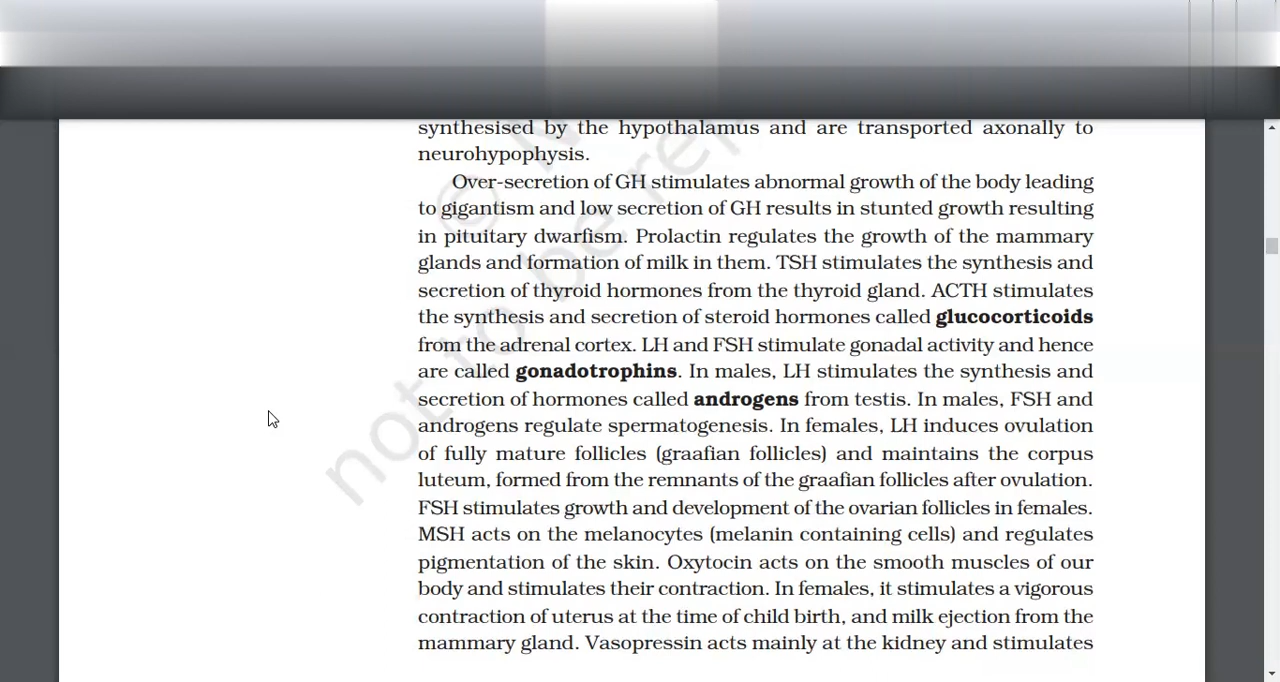 synthesised by the hypothalamus and are transported axonally to
neurohypophysis.
Over-secretion of GH stimulates abnormal growth of the body leading
to gigantism and low secretion of GH results in stunted growth resulting
in pituitary dwarfism. Prolactin regulates the growth of the mammary
glands and formation of milk in them. TSH stimulates the synthesis and
secretion of thyroid hormones from the thyroid gland. ACTH stimulates
the synthesis and secretion of steroid hormones called glucocorticoids
from the adrenal cortex. LH and FSH stimulate gonadal activity and hence
are called gonadotrophins. In males, LH stimulates the synthesis and
secretion of hormones called androgens from testis. In males, FSH and
androgens regulate spermatogenesis. In females, LH induces ovulation
of fully mature follicles (graafian follicles) and maintains the corpus
luteum, formed from the remnants of the graafian follicles after ovulation.
FSH stimulates growth and development of the ovarian follicles in females.
MSH acts on the melanocytes (melanin containing cells) and regulates
pigmentation of the skin. Oxytocin acts on the smooth muscles of our
body and stimulates their contraction. In females, it stimulates a vigorous
contraction of uterus at the time of child birth, and milk ejection from the
mammary gland. Vasopressin acts mainly at the kidney and stimulates
©
not to be